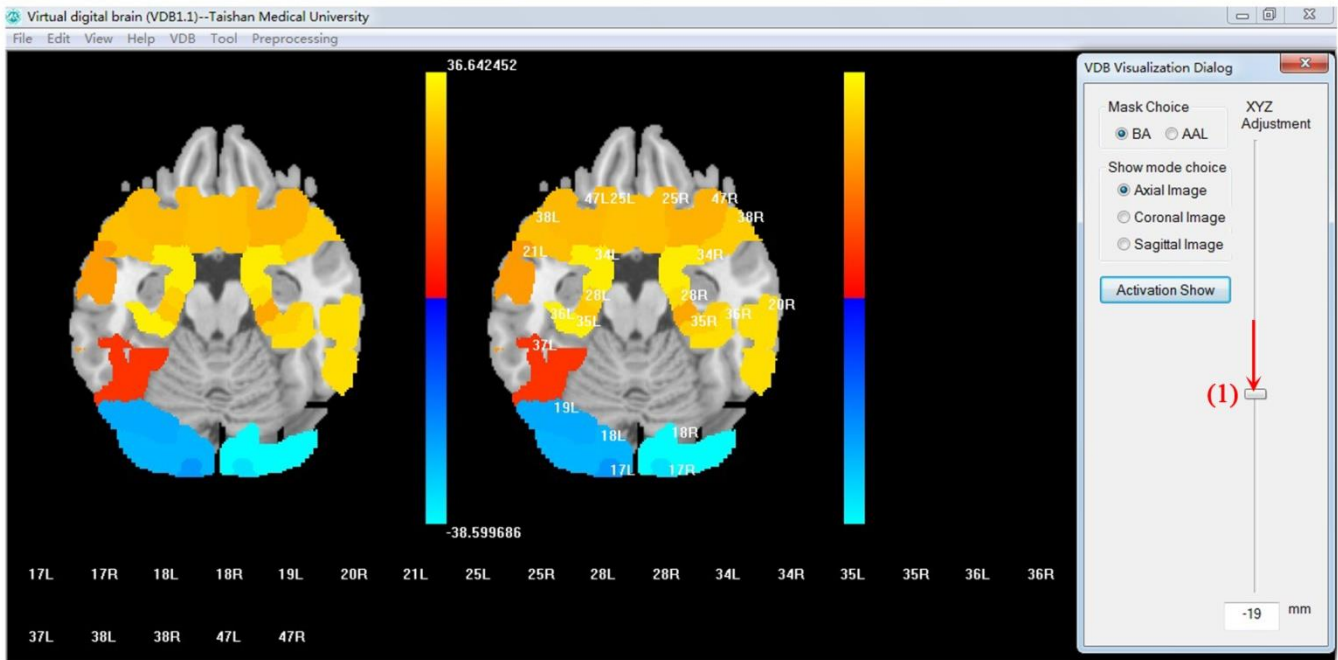 Virtual digital brain (VDB1.1)--Taishan Medical University
File Edit View Help VDB Tool Preprocessing
36.642452
-38.599686
47L 25L 25R 47R
38L 38R
21L 34L 34R
28L 28R 20R
36L 35L 35R 36R
37L
19L
18L 18R
17L 17R
17L 17R 18L 18R 19L 20R 21L 25L 25R 28L 28R 34L 34R 35L 35R 36L 36R
37L 38L 38R 47L 47R
VDB Visualization Dialog
Mask Choice
BA AAL
Show mode choice
Axial Image
Coronal Image
Sagittal Image
Activation Show
XYZ
Adjustment
(1)
-19 mm